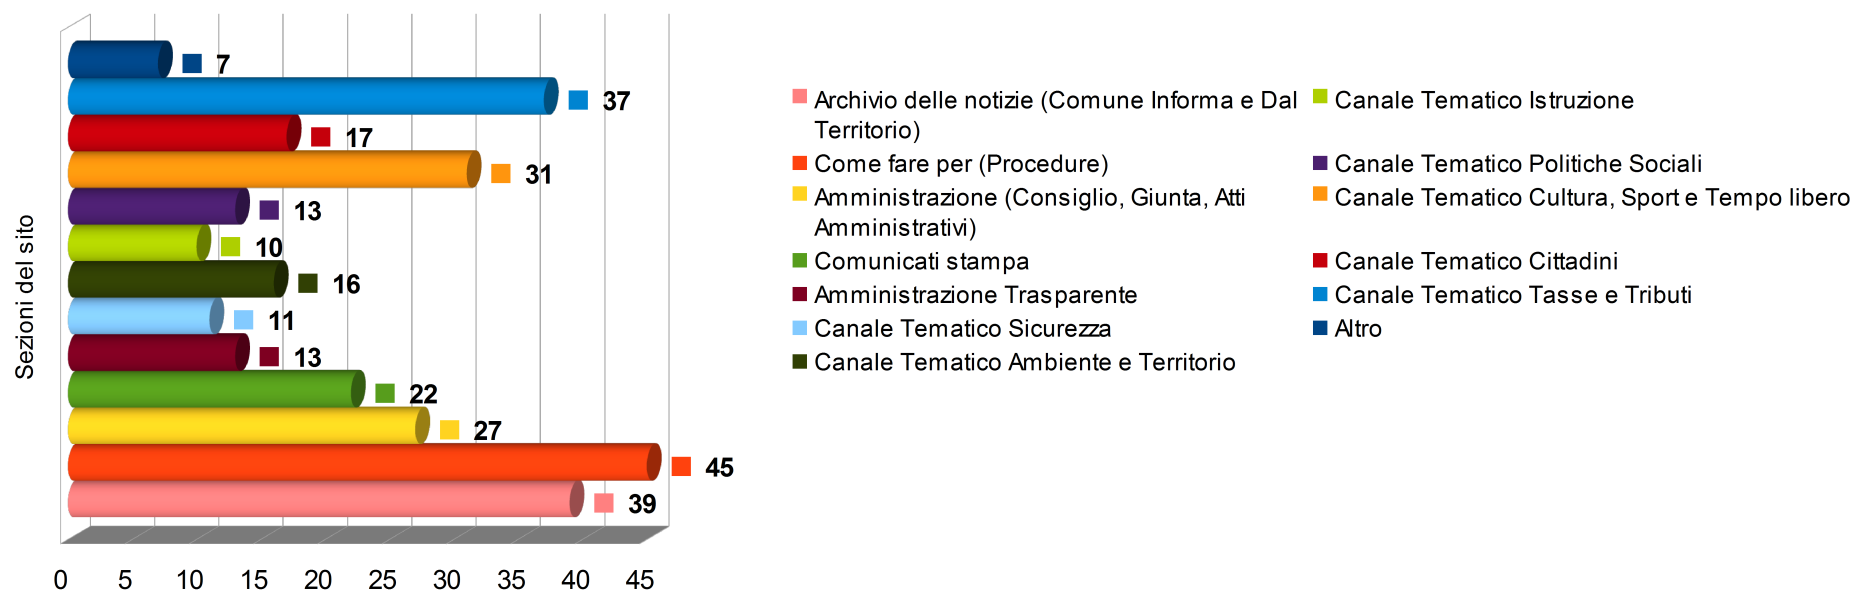 Sezioni del sito
7
37
17
31
13
10
16
11
13
22
27
45
39
0 5 10 15 20 25 30 35 40 45
Archivio delle notizie (Comune Informa e Dal
Territorio)
Come fare per (Procedure)
Amministrazione (Consiglio, Giunta, Atti
Amministrativi)
Comunicati stampa
Amministrazione Trasparente
Canale Tematico Sicurezza
Canale Tematico Ambiente e Territorio
Canale Tematico Istruzione
Canale Tematico Politiche Sociali
Canale Tematico Cultura, Sport e Tempo libero
Canale Tematico Cittadini
Canale Tematico Tasse e Tributi
Altro